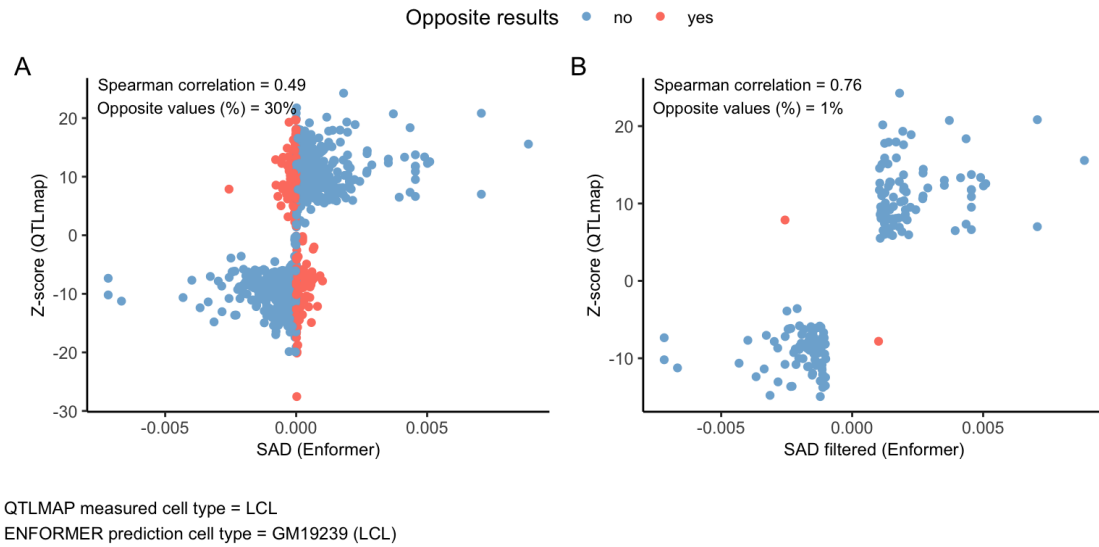 Opposite results no yes
A
Spearman correlation = 0.49
Opposite values (%) = 30%
20
10
0
-10
-20
-30
Z-score (QTLmap)
-0.005 0.000 0.005
SAD (Enformer)
B
Spearman correlation = 0.76
Opposite values (%) = 1%
20
10
0
-10
Z-score (QTLmap)
-0.005 0.000 0.005
SAD filtered (Enformer)
QTLMAP measured cell type = LCL
ENFORMER prediction cell type = GM19239 (LCL)